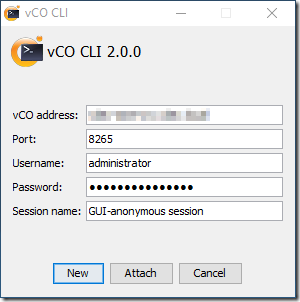 vCO CLI
vCO CLI 2.0.0
vCO address:
Port: 8265
Username: administrator
Password: ●●●●●●●●●●●●●●●
Session name: GUI-anonymous session
New Attach Cancel